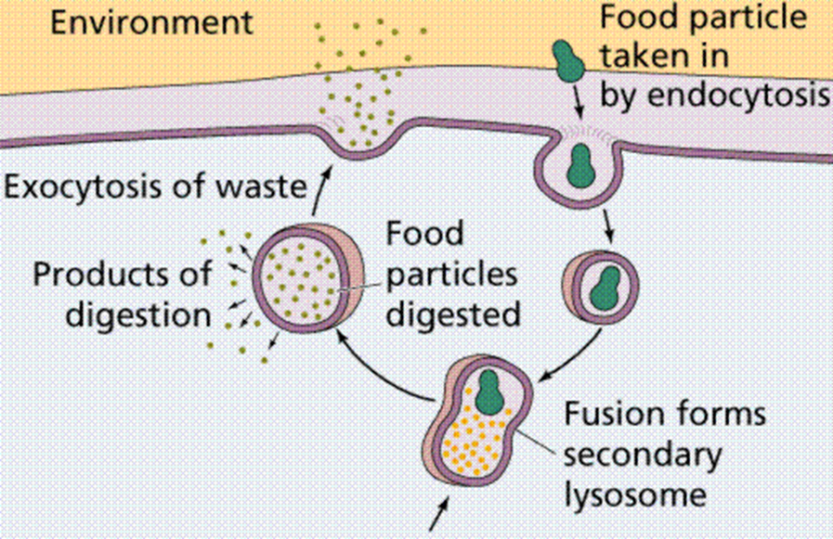 Environment
Food particle
taken in
by endocytosis
Exocytosis of waste
Food
particles
digested
Products of
digestion
Fusion forms
secondary
lysosome